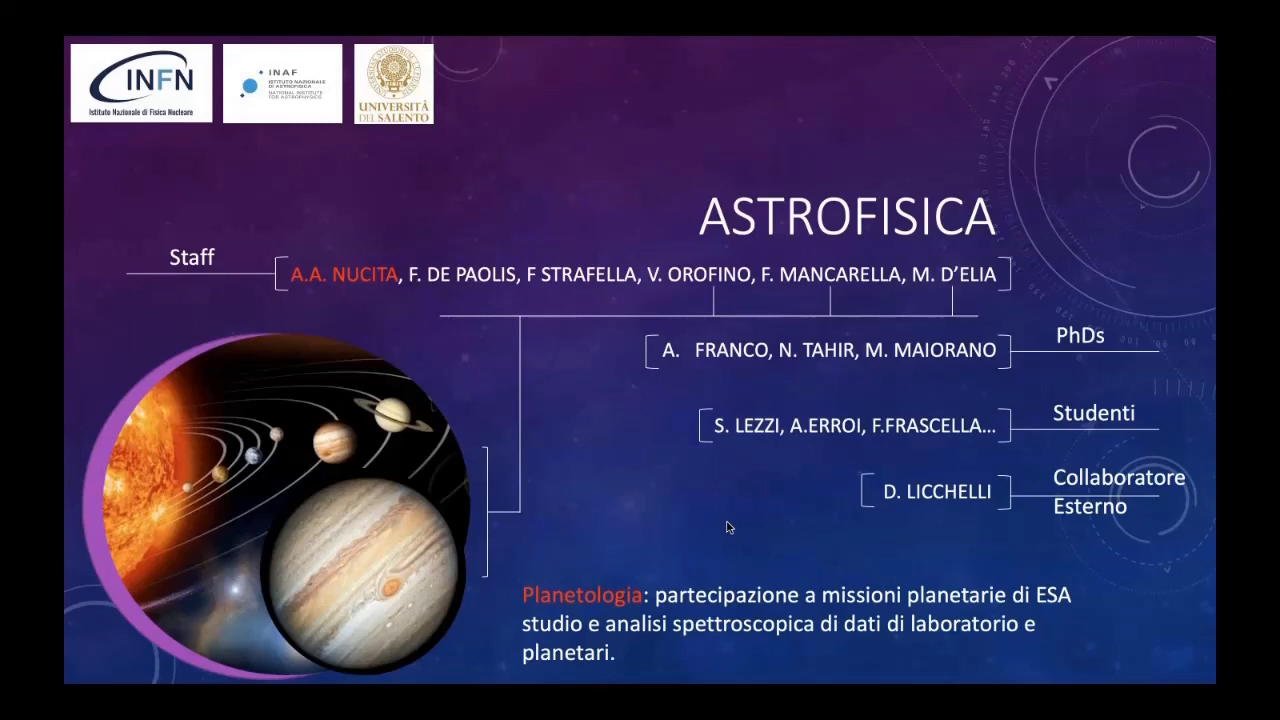 INFN
Istituto Nazionale di Fisica Nucleare
INAF
ISTITUTO NAZIONALE
DI ASTROFISICA
NATIONAL INSTITUTE
FOR ASTROPHYSICS
UNIVERSITÀ
DEL SALENTO
ASTROFISICA
Staff
A.A. NUCITA, F. DE PAOLIS, F STRAFELLA, V. OROFINO, F. MANCARELLA, M. D’ELIA
PhDs
A. FRANCO, N. TAHIR, M. MAIORANO
Studenti
S. LEZZI, A.ERROI, F.FRASCELLA...
Collaboratore
Esterno
D. LICCHELLI
Planetologia: partecipazione a missioni planetarie di ESA
studio e analisi spettroscopica di dati di laboratorio e
planetari.